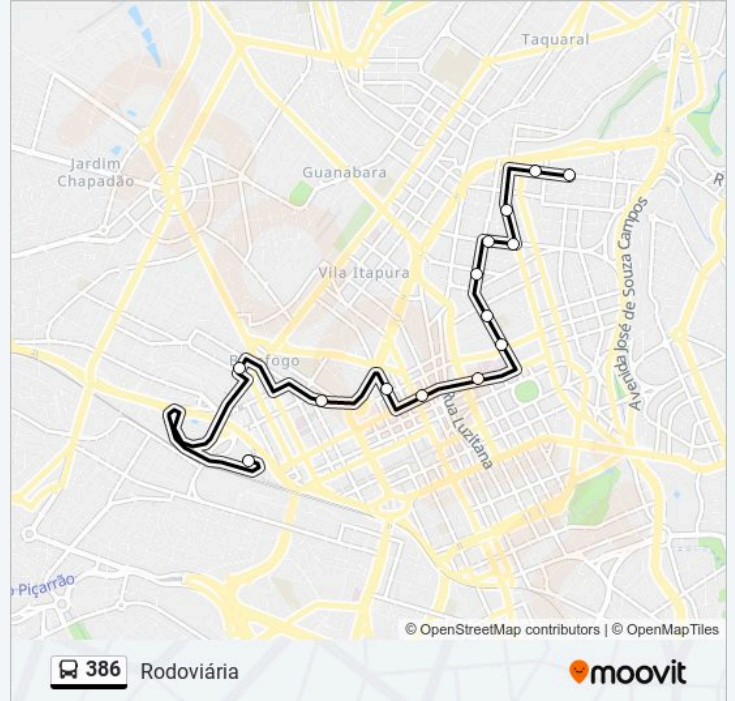 Taquaral
Jardim
Chapadão
Guanabara
R
Avenida José de Souza Campos
Vila Itapura
Rua Luzitana
Piçarrão
© OpenStreetMap contributors | © OpenMapTiles
386 Rodoviária
moovit